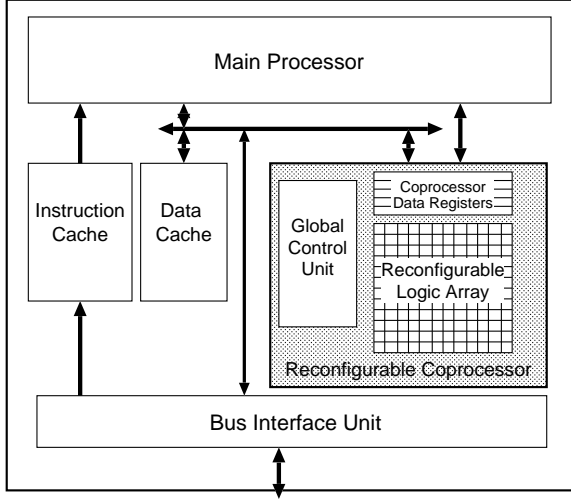 Main Processor
Instruction
Cache
Data
Cache
Global
Control
Unit
Coprocessor
Data Registers
Reconfigurable
Logic Array
Reconfigurable Coprocessor
Bus Interface Unit